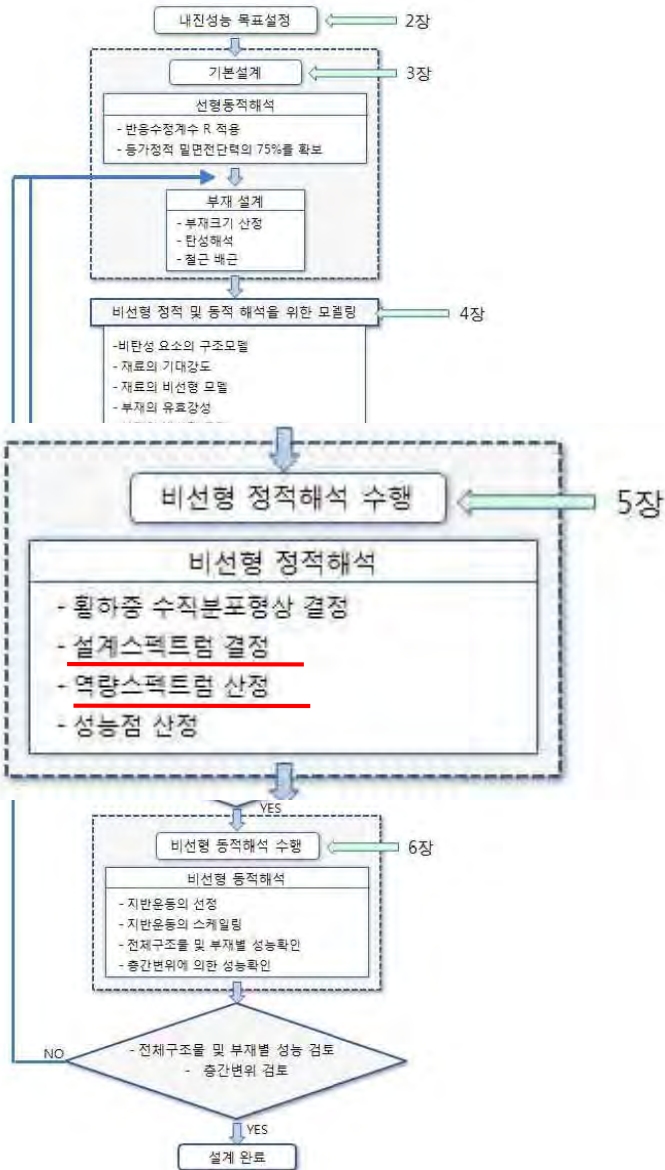 내진성능 목표설정
2장
기본설계
3장
선형동적해석
- 반응수정계수 R 적용
- 등가정적 밑면전단력의 75%를 확보
부재 설계
- 부재크기 산정
- 탄성해석
- 철근 배근
비선형 정적 및 동적 해석을 위한 모델링
4장
-비탄성 요소의 구조모델
- 재료의 기대강도
- 재료의 비선형 모델
- 부재의 유효강성
비선형 정적해석 수행
5장
비선형 정적해석
- 횡하중 수직분포형상 결정
- 설계스펙트럼 결정
- 역량스펙트럼 산정
- 성능점 산정
YES
비선형 동적해석 수행
6장
비선형 동적해석
- 지반운동의 선정
- 지반운동의 스케일링
- 전체구조물 및 부재별 성능확인
- 층간변위에 의한 성능확인
NO
- 전체구조물 및 부재별 성능 검토
- 층간변위 검토
YES
설계 완료